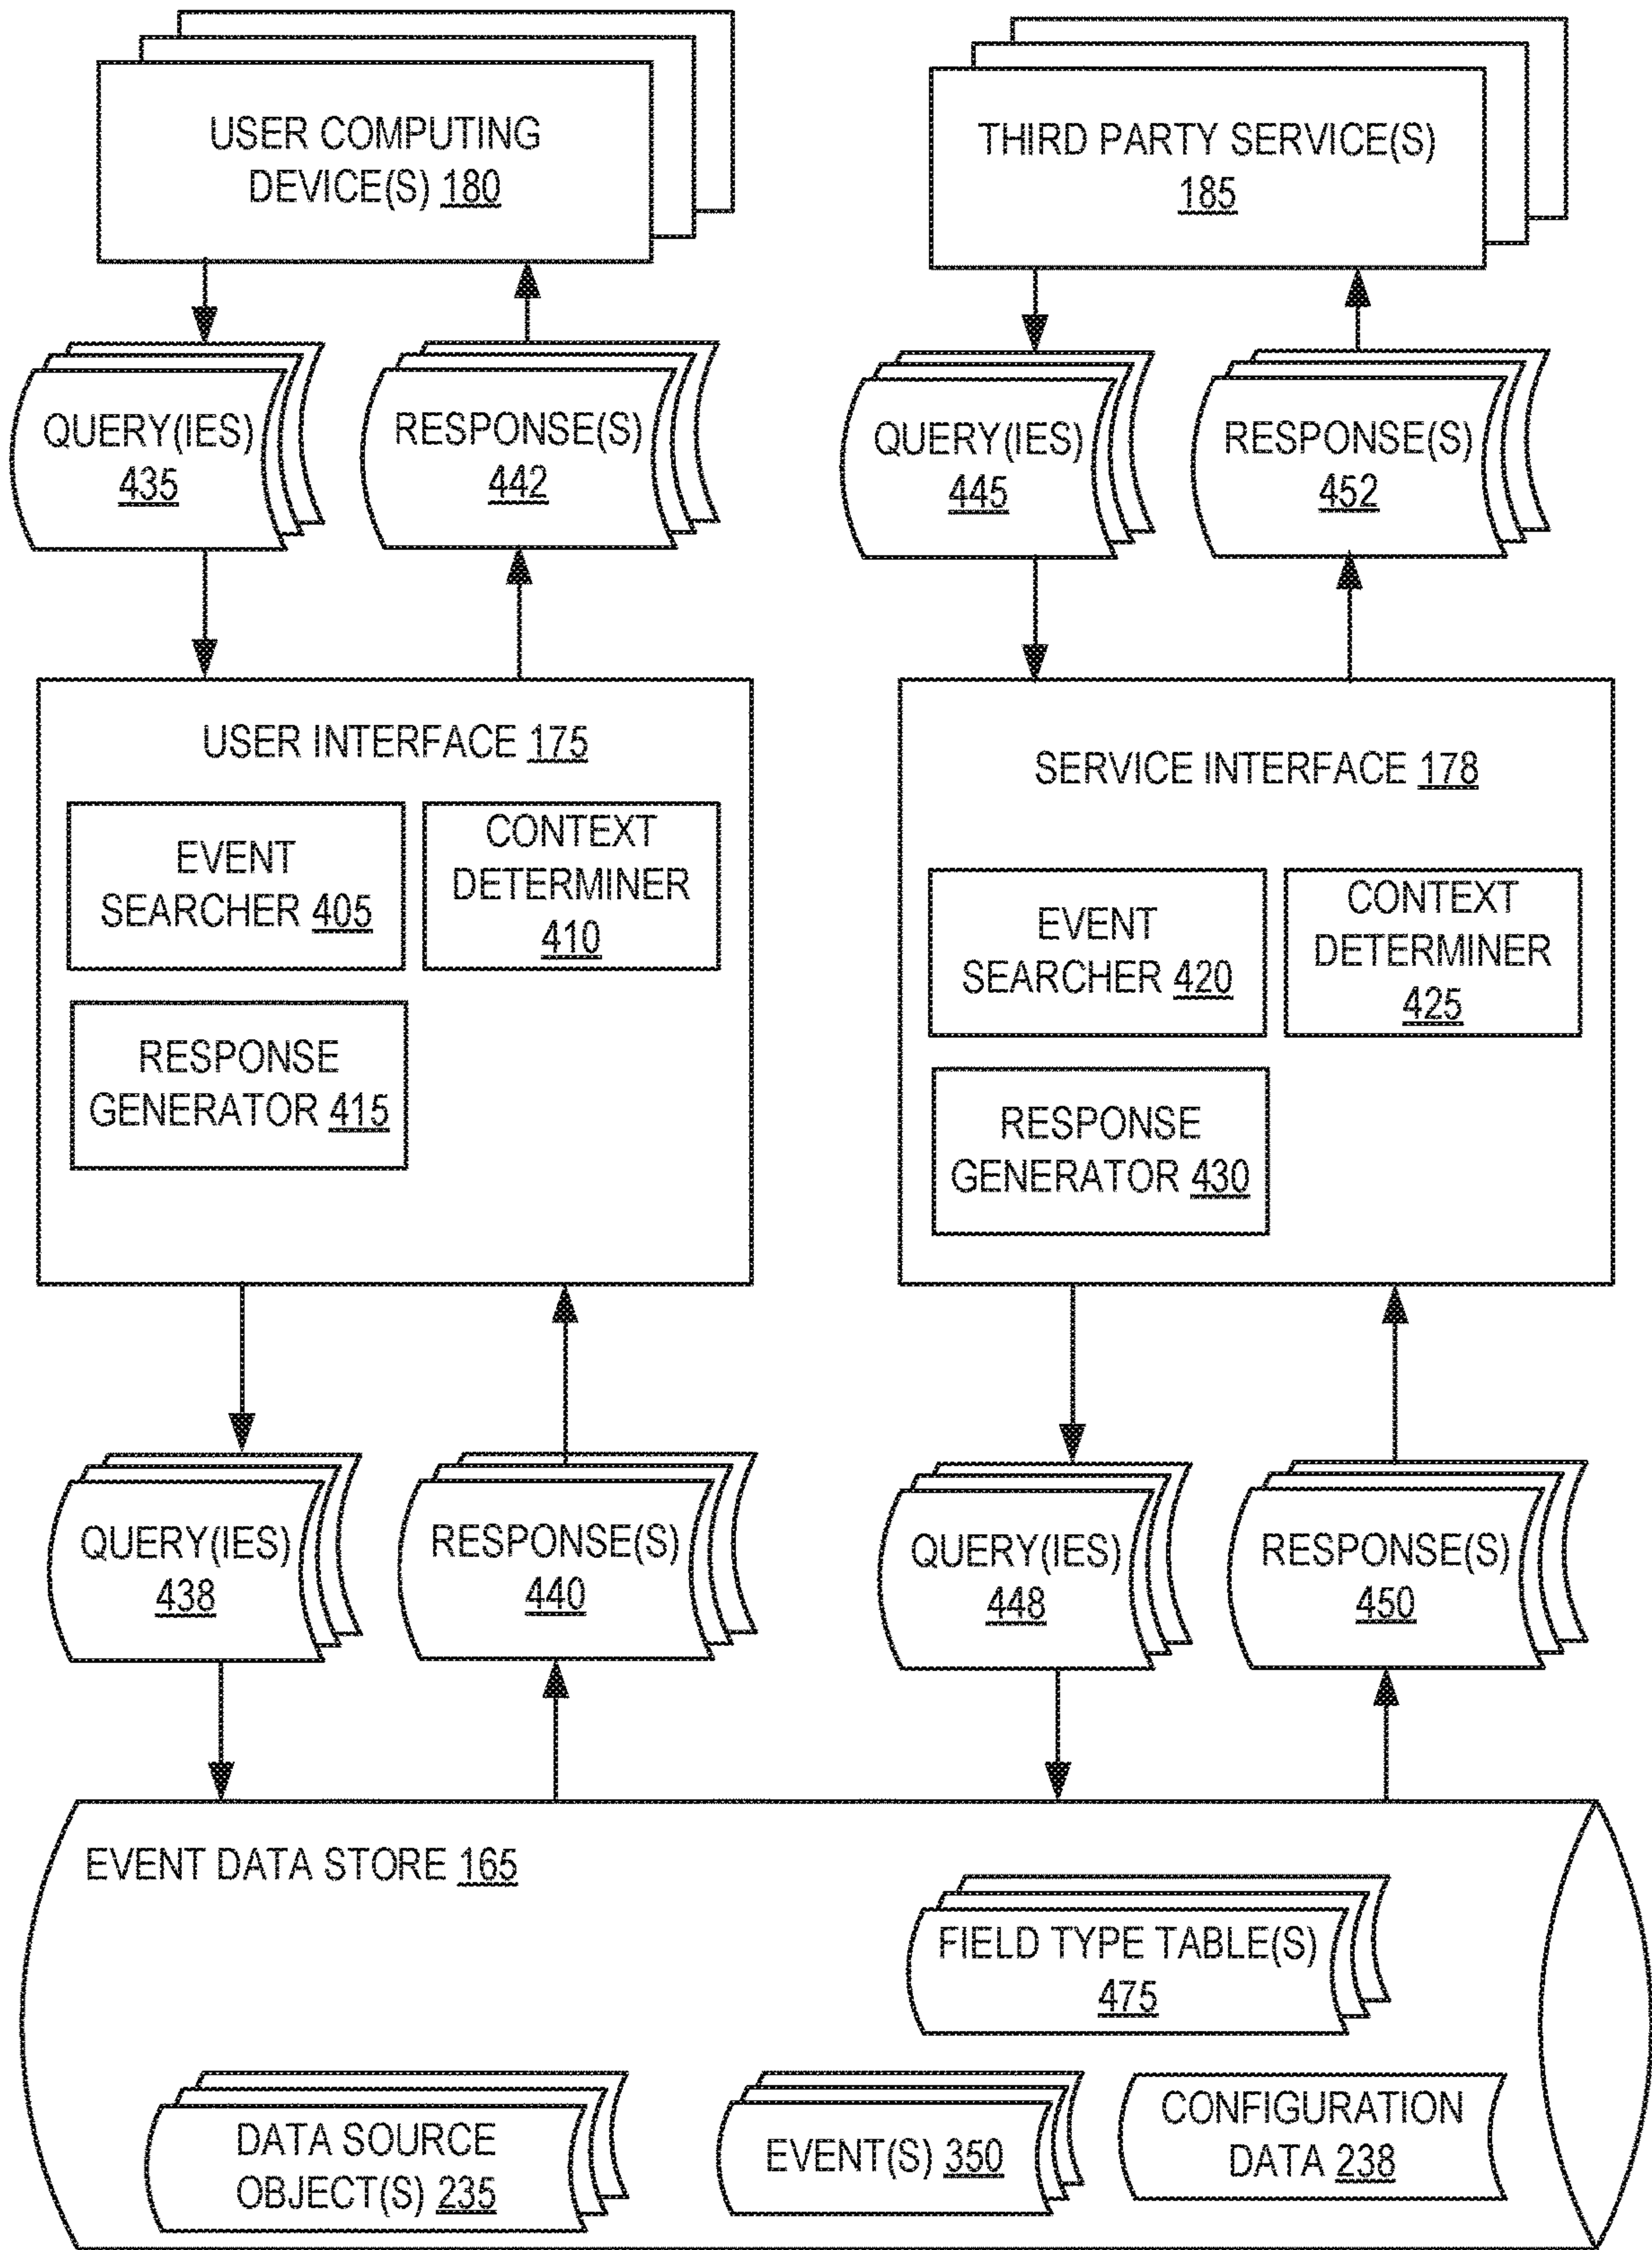 USER COMPUTING
DEVICE(S) 180
THIRD PARTY SERVICE(S)
185
QUERY(IES)
435
RESPONSE(S)
442
QUERY(IES)
445
RESPONSE(S)
452
USER INTERFACE 175
EVENT
SEARCHER 405
CONTEXT
DETERMINER
410
RESPONSE
GENERATOR 415
SERVICE INTERFACE 178
EVENT
SEARCHER 420
CONTEXT
DETERMINER
425
RESPONSE
GENERATOR 430
QUERY(IES)
438
RESPONSE(S)
440
QUERY(IES)
448
RESPONSE(S)
450
EVENT DATA STORE 165
FIELD TYPE TABLE(S)
475
DATA SOURCE
OBJECT(S) 235
EVENT(S) 350
CONFIGURATION
DATA 238